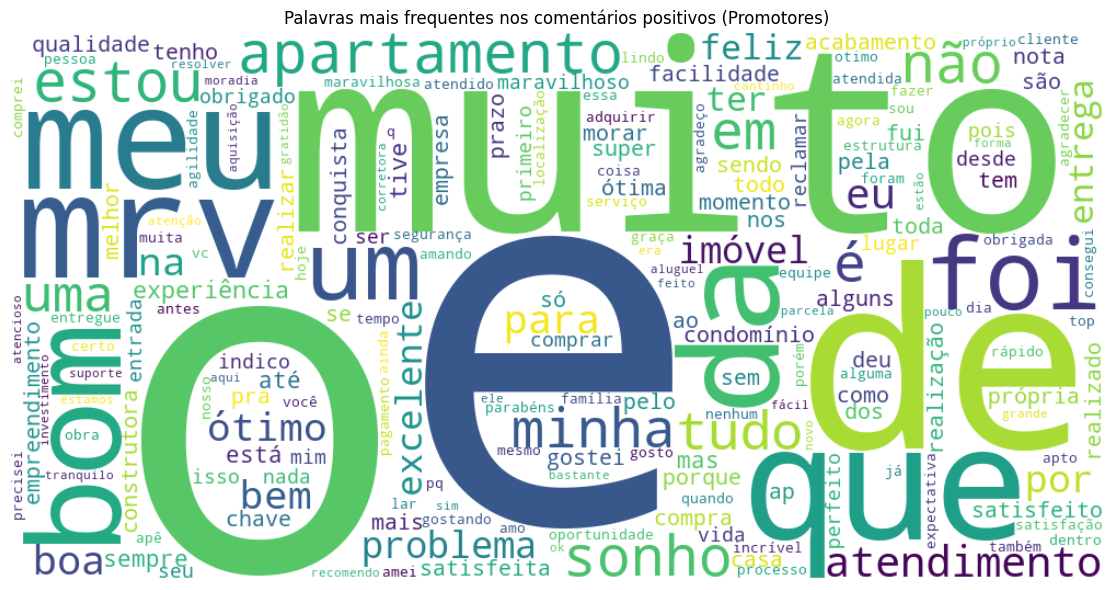 Palavras mais frequentes nos comentários positivos (Promotores)
qualidade
tenho
pessoa
resolver
estou
obrigado
moradia
apartamento
maravilhosa
atendido
maravilhoso
lindo
essa
feliz
facilidade
acabamento
ótimo
atendida
não
próprio
cliente
nota
são
fazer
comprei
meu
muito
agilidade
aquisição
gratidão
conquista
corretora
tive
empresa
prazo
primeiro
localização
adquirir
morar
super
coisa
ótima
serviço
ter
em
agradeço
cantinho
sendo
todo
momento
nos
reclamar
agora
sou
estrutura
fui
pela
foram
eu
estão
toda
pois
forma
desde
tem
agradecer
entrega
mrv
melhor
atenção
muita
vc
na
realizar
hoje
ser
segurança
amando
um
graça
era
imóvel
aluguel
feito
equipe
é
lugar
alguns
foi
obrigada
dia
consegui
top
uma
experiência
antes
entregue
se
tempo
só
para
comprar
ao
condomínio
parcela
pouco
atencioso
investimento
empreendimento
certo
suporte
estamos
entrada
bom
obra
construtora
tranquilo
precisei
o
indico
aqui
até
nosso
pra
você
ótimo
está
mim
isso
nada
bem
chave
pagamento
ainda
excelente
e
ele
família
parabéns
minha
mesmo
gosto
gostei
bastante
pelo
da
sem
nenhum
fácil
tudo
porém
novo
de
deu
alguma
como
dos
realização
rápido
própria
grande
realizado
mas
porque
quando
ap
que
já
perfeito
expectativa
apto
por
satisfeito
satisfação
dentro
também
boa
apê
sempre
seu
lar
pq
sim
mais
gostando
amo
problema
recomendo
amei
satisfeita
oportunidade
ok
sonho
compra
vida
casa
incrível
processo
atendimento